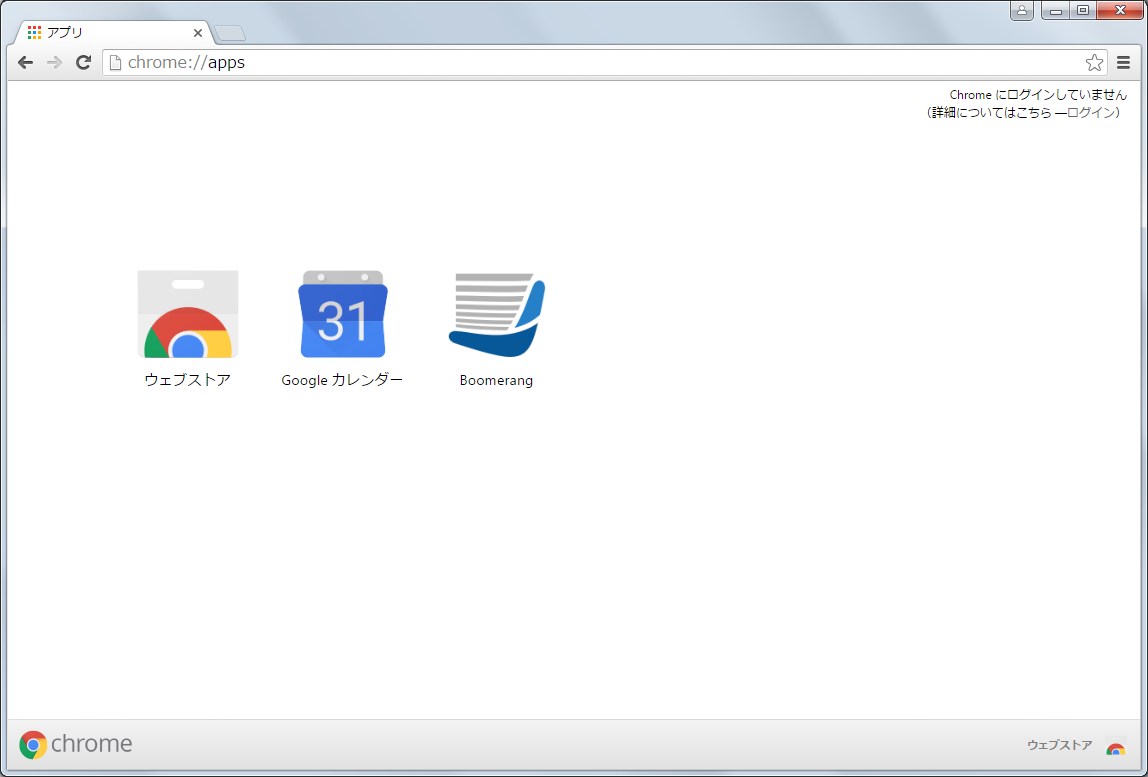 アプリ
chrome://apps
Chrome にログインしていません
（詳細についてはこちら —ログイン）
31
ウェブストア
Google カレンダー
Boomerang
chrome
ウェブストア